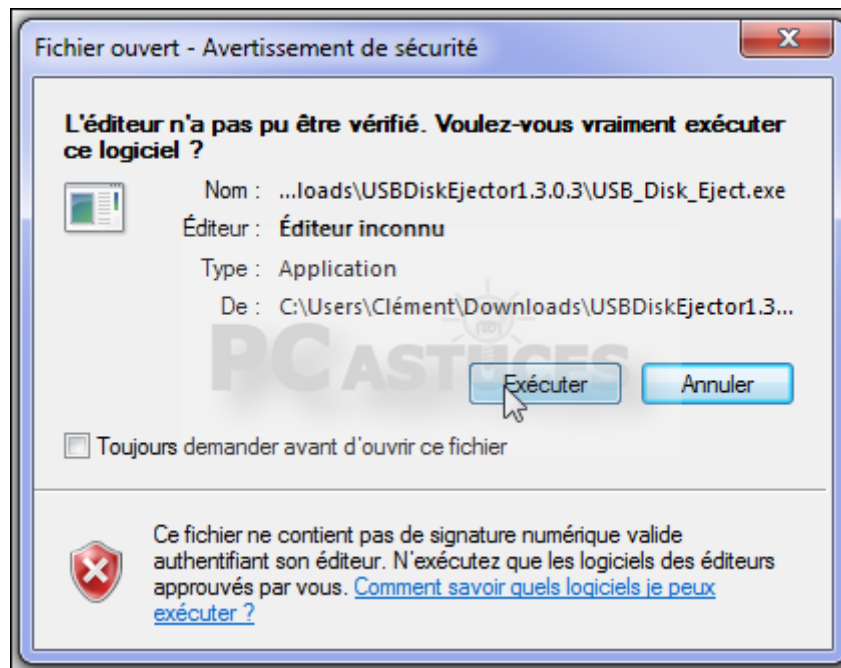 Fichier ouvert - Avertissement de sécurité
L'éditeur n'a pas pu être vérifié. Voulez-vous vraiment exécuter
ce logiciel ?
Nom : ...loads\USBDiskEjector1.3.0.3\USB_Disk_Eject.exe
Éditeur : Éditeur inconnu
Type : Application
De : C:\Users\Clément\Downloads\USBDiskEjector1.3...
PC ASTUCES
Exécuter Annuler
Toujours demander avant d'ouvrir ce fichier
Ce fichier ne contient pas de signature numérique valide
authentifiant son éditeur. N'exécutez que les logiciels des éditeurs
approuvés par vous. Comment savoir quels logiciels je peux
exécuter ?